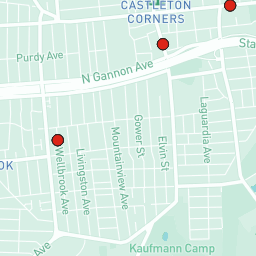 CASTLETON
CORNERS
Sta
Purdy Ave
N Gannon Ave
Wellbrook Ave
Livingston Ave
Mountainview Ave
Gower St
Elvin St
Laguardia Ave
OK
Ave
Kaufmann Camp